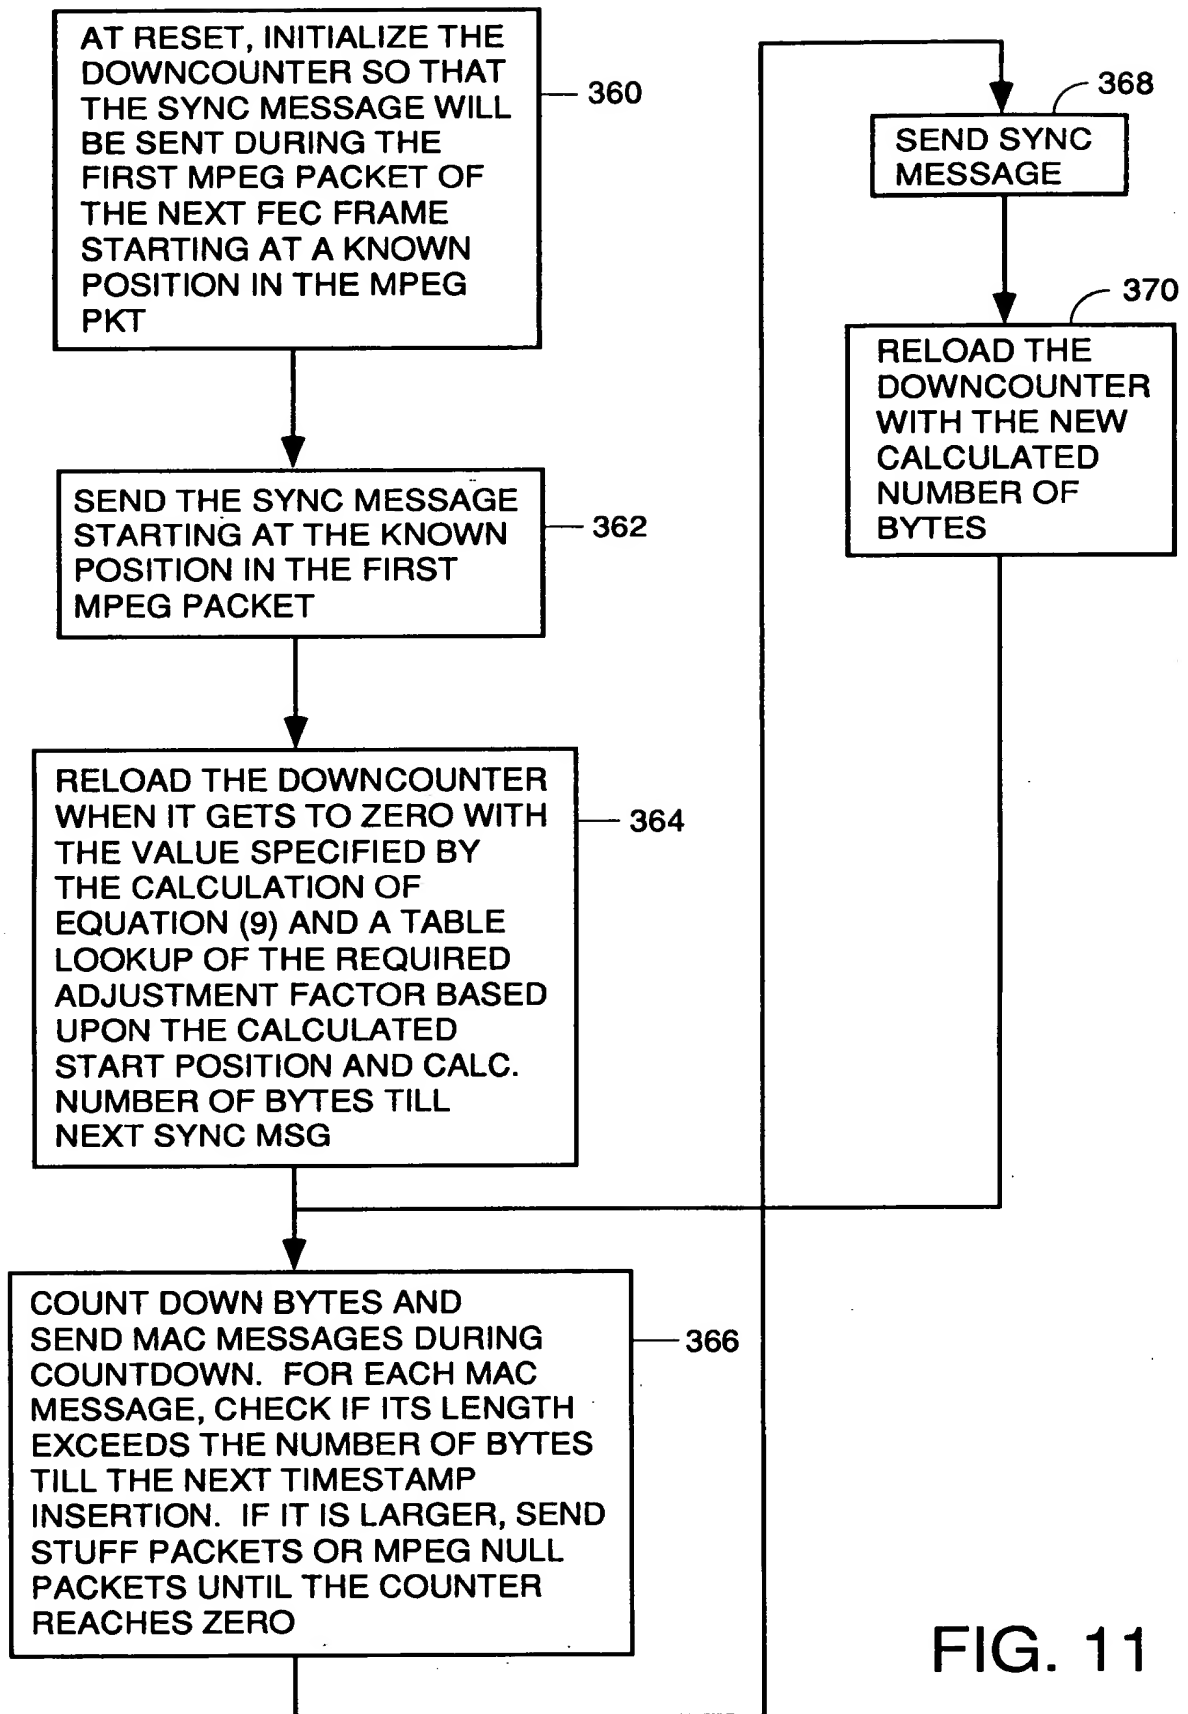 AT RESET, INITIALIZE THE
DOWNCOUNTER SO THAT
THE SYNC MESSAGE WILL
BE SENT DURING THE
FIRST MPEG PACKET OF
THE NEXT FEC FRAME
STARTING AT A KNOWN
POSITION IN THE MPEG
PKT
360
SEND THE SYNC MESSAGE
STARTING AT THE KNOWN
POSITION IN THE FIRST
MPEG PACKET
362
RELOAD THE DOWNCOUNTER
WHEN IT GETS TO ZERO WITH
THE VALUE SPECIFIED BY
THE CALCULATION OF
EQUATION (9) AND A TABLE
LOOKUP OF THE REQUIRED
ADJUSTMENT FACTOR BASED
UPON THE CALCULATED
START POSITION AND CALC.
NUMBER OF BYTES TILL
NEXT SYNC MSG
364
COUNT DOWN BYTES AND
SEND MAC MESSAGES DURING
COUNTDOWN. FOR EACH MAC
MESSAGE, CHECK IF ITS LENGTH
EXCEEDS THE NUMBER OF BYTES
TILL THE NEXT TIMESTAMP
INSERTION. IF IT IS LARGER, SEND
STUFF PACKETS OR MPEG NULL
PACKETS UNTIL THE COUNTER
REACHES ZERO
366
368
SEND SYNC
MESSAGE
370
RELOAD THE
DOWNCOUNTER
WITH THE NEW
CALCULATED
NUMBER OF
BYTES
FIG. 11